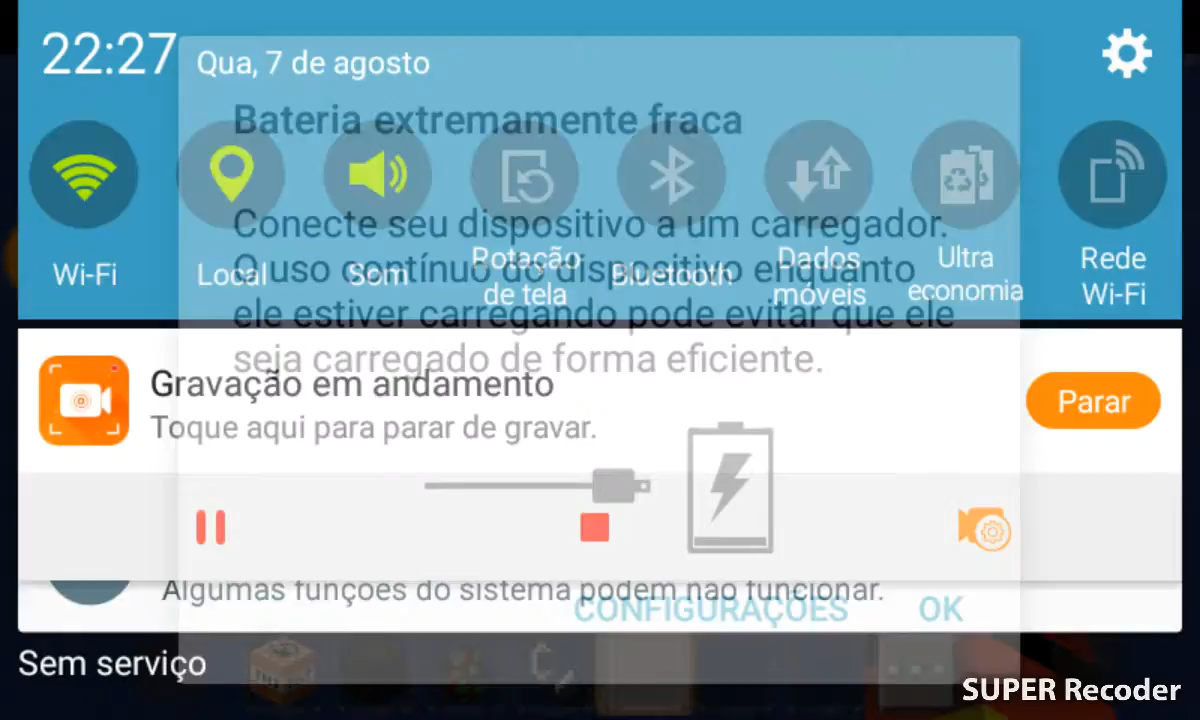 22:27
Qua, 7 de agosto
Bateria extremamente fraca
Conecte seu dispositivo a um carregador.
O uso contínuo do dispositivo enquanto
ele estiver carregando pode evitar que ele
seja carregado de forma eficiente.
Wi-Fi
Local
Som
Rotação
de tela
Bluetooth
Dados
móveis
Ultra
economia
Rede
Wi-Fi
Gravação em andamento
Toque aqui para parar de gravar.
Parar
Algumas funções do sistema podem não funcionar.
CONFIGURAÇÕES
OK
Sem serviço
SUPER Recoder